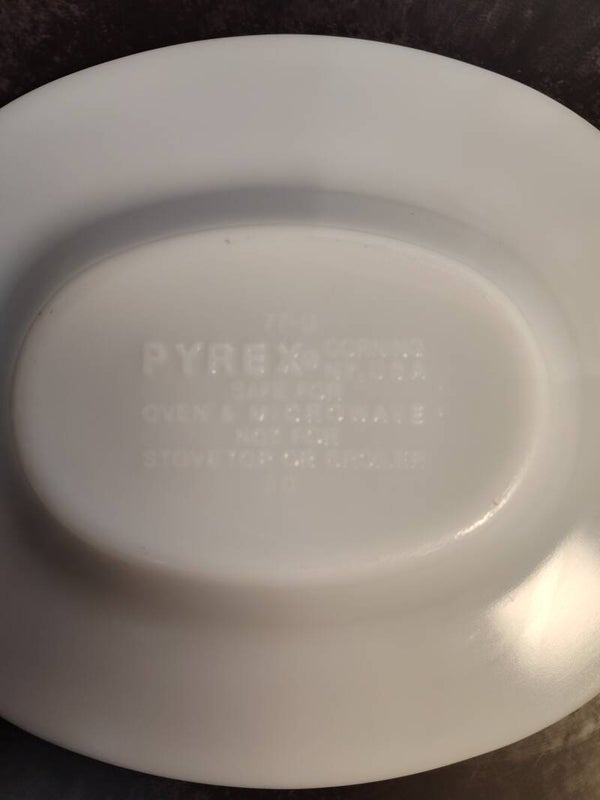 PYREX® CORNING
NY, USA
SAFE FOR
OVEN & MICROWAVE
NOT FOR
STOVETOP OR BROILER